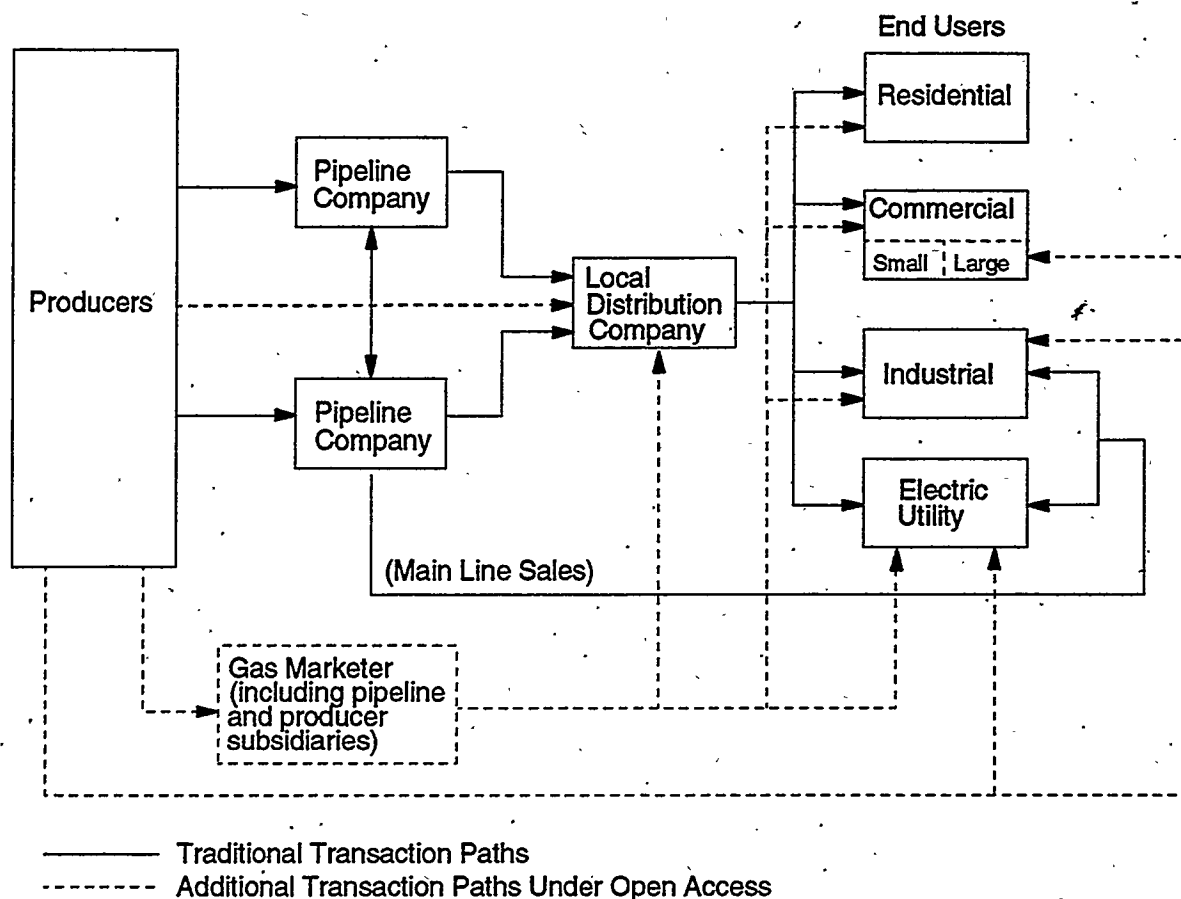 End Users
Residential
Pipeline
Company
Commercial
Small
Large
Producers
Local
Distribution
Company
Industrial
Pipeline
Company
Electric
Utility
(Main Line Sales)
Gas Marketer
(including pipeline
and producer
subsidiaries)
Traditional Transaction Paths
Additional Transaction Paths Under Open Access